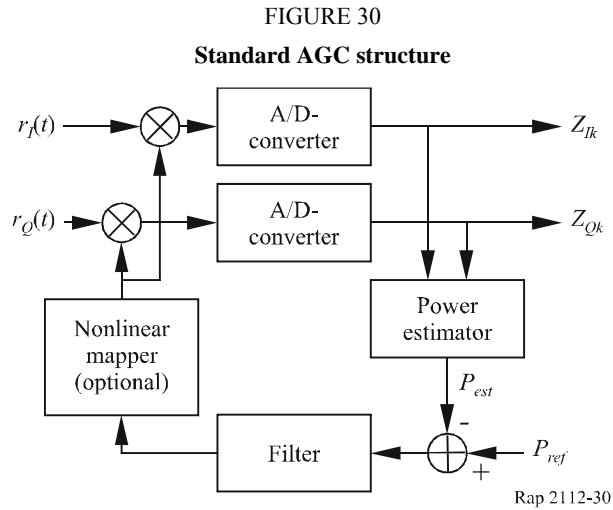 FIGURE 30
Standard AGC structure
r_I(t)
A/D-
converter
Z_Ik
r_Q(t)
A/D-
converter
Z_Qk
Nonlinear
mapper
(optional)
Power
estimator
P_est
-
Filter
+
P_ref
Rap 2112-30